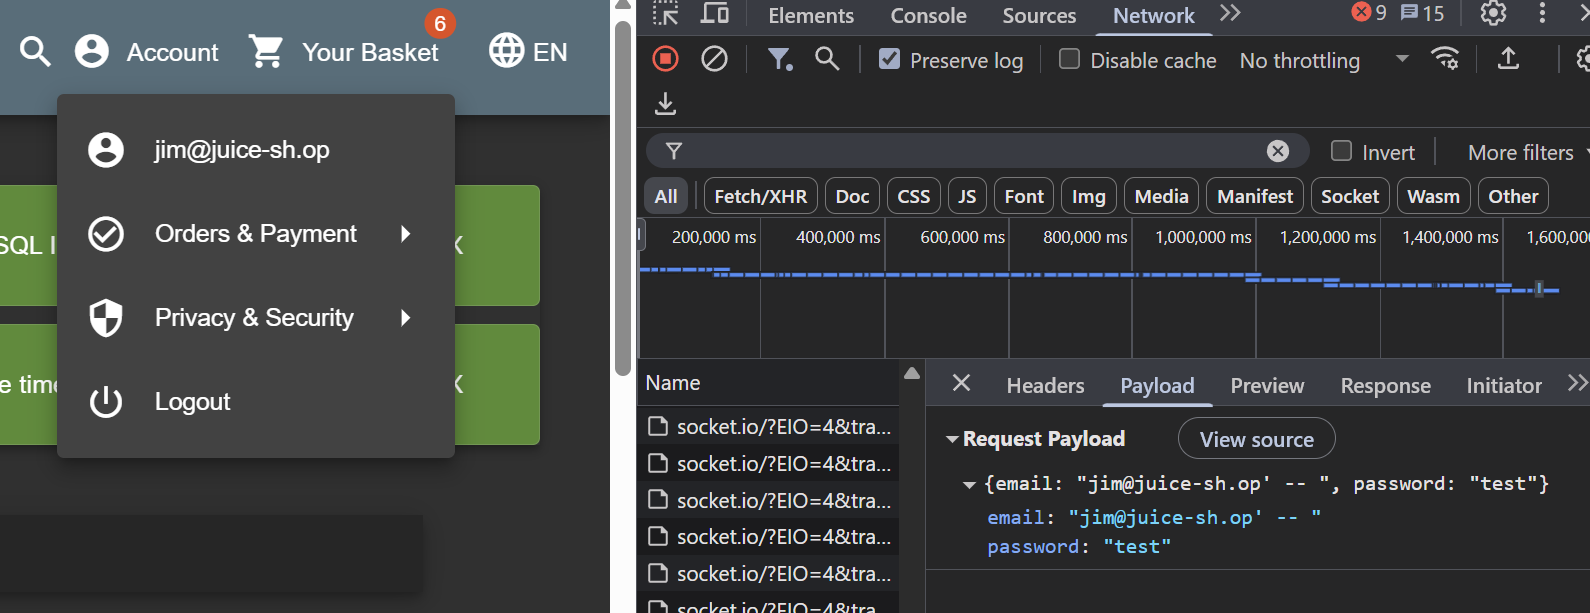 6
Account
Your Basket
EN
jim@juice-sh.op
SQL I
Orders & Payment
Privacy & Security
e time
Logout
Elements
Console
Sources
Network
9
15
Preserve log
Disable cache
No throttling
Invert
More filters
All
Fetch/XHR
Doc
CSS
JS
Font
Img
Media
Manifest
Socket
Wasm
Other
200,000 ms
400,000 ms
600,000 ms
800,000 ms
1,000,000 ms
1,200,000 ms
1,400,000 ms
1,600,00
Name
socket.io/?EIO=4&tra...
socket.io/?EIO=4&tra...
socket.io/?EIO=4&tra...
socket.io/?EIO=4&tra...
socket.io/?EIO=4&tra...
socket.io/?EIO=4&tra...
Headers
Payload
Preview
Response
Initiator
Request Payload
View source
{email: "jim@juice-sh.op' -- ", password: "test"}
email: "jim@juice-sh.op' -- "
password: "test"